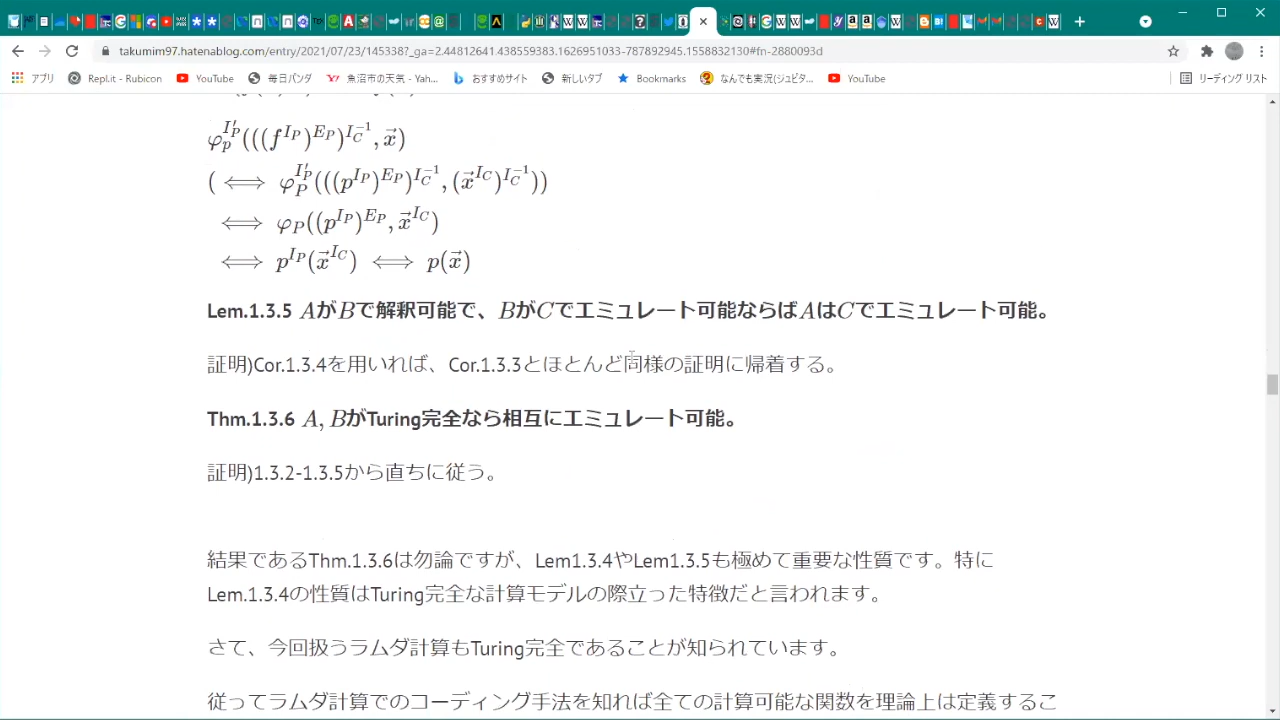 takumim97.hatenablog.com/entry/2021/07/23/145338?_ga=2.44812641.438559383.1626951033-787892945.1558832130#fn-2880093d
アプリ Repl.it - Rubicon YouTube 毎日パンダ 魚沼市の天気 - Yah... おすすめサイト 新しいタブ Bookmarks なんでも実況(ジュピタ... YouTube リーディング リスト
φ_p^{I'_P}(((f^{I_P})^{E_P})^{I_C^{-1}}, x⃗)
( ⟺ φ_P^{I'_P}(((p^{I_P})^{E_P})^{I_C^{-1}}, (x⃗^{I_C})^{I_C^{-1}}))
⟺ φ_P((p^{I_P})^{E_P}, x⃗^{I_C})
⟺ p^{I_P}(x⃗^{I_C}) ⟺ p(x⃗)
Lem.1.3.5 AがBで解釈可能で、BがCでエミュレート可能ならばAはCでエミュレート可能。
証明)Cor.1.3.4を用いれば、Cor.1.3.3とほとんど同様の証明に帰着する。
Thm.1.3.6 A, BがTuring完全なら相互にエミュレート可能。
証明)1.3.2-1.3.5から直ちに従う。
結果であるThm.1.3.6は勿論ですが、Lem1.3.4やLem1.3.5も極めて重要な性質です。特に
Lem.1.3.4の性質はTuring完全な計算モデルの際立った特徴だと言われます。
さて、今回扱うラムダ計算もTuring完全であることが知られています。
従ってラムダ計算でのコーディング手法を知れば全ての計算可能な関数を理論上は定義するこ